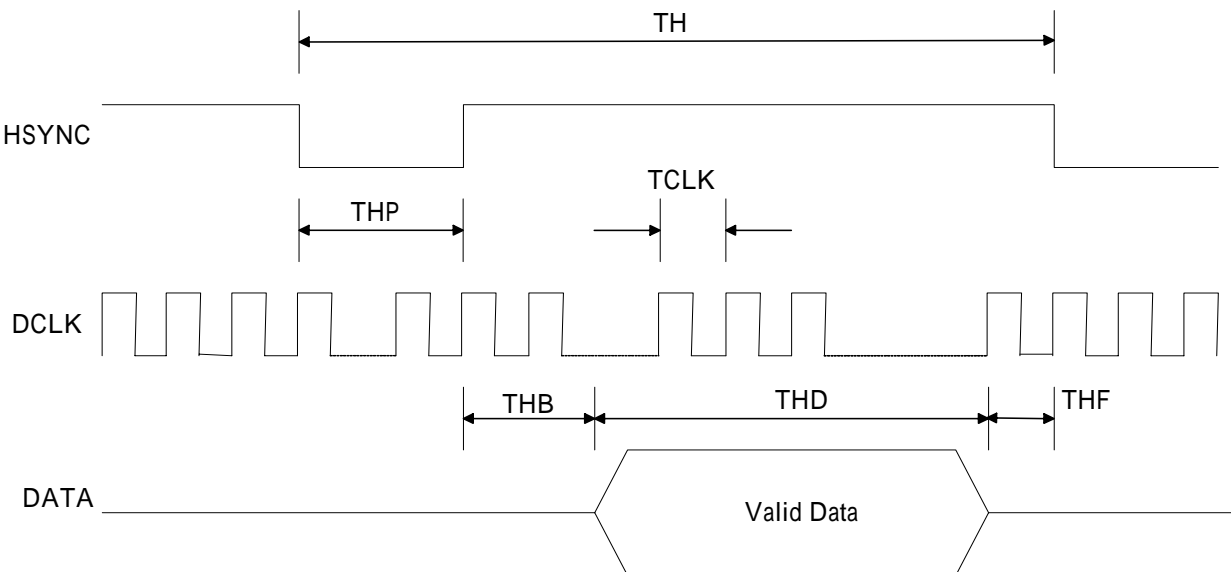 TH
HSYNC
TCLK
THP
DCLK
THB
THD
THF
DATA
Valid Data